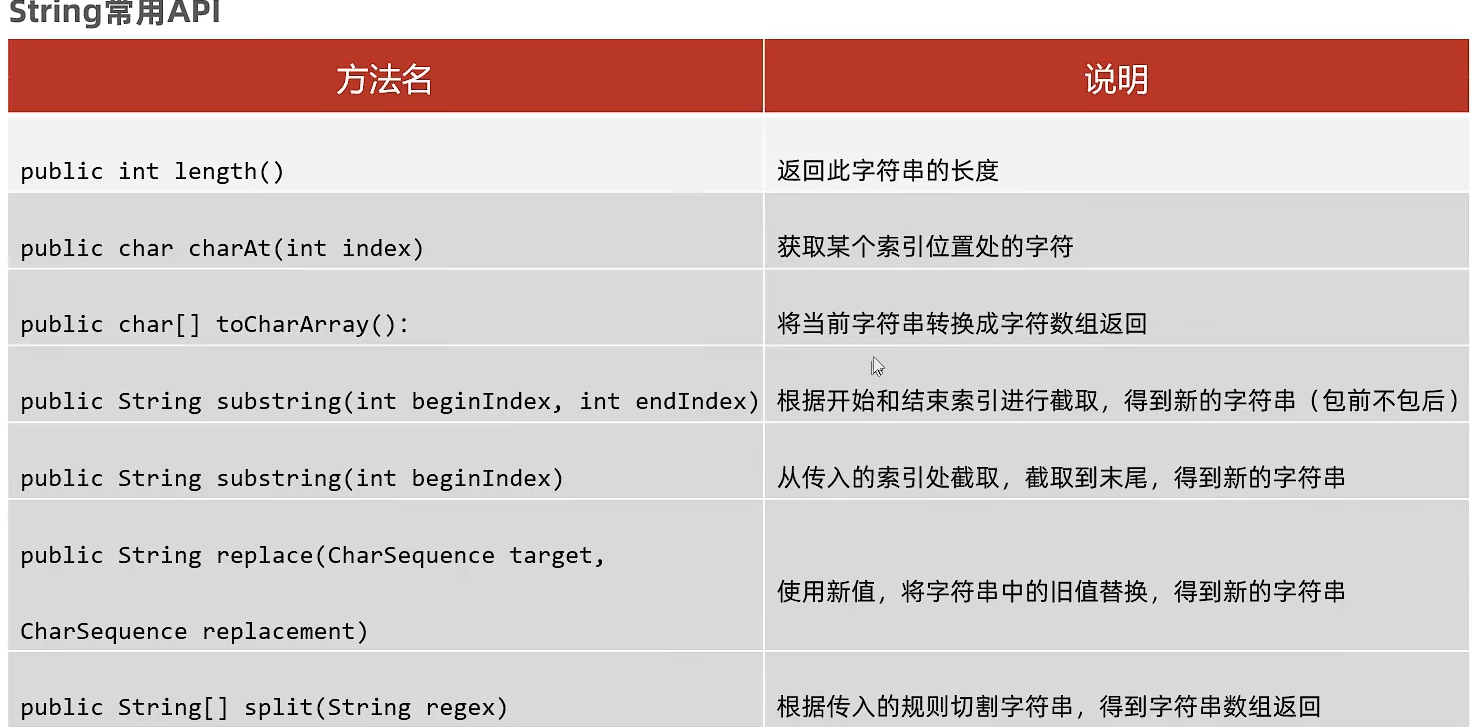 String常用API
方法名 说明
public int length() 返回此字符串的长度
public char charAt(int index) 获取某个索引位置处的字符
public char[] toCharArray()： 将当前字符串转换成字符数组返回
public String substring(int beginIndex, int endIndex) 根据开始和结束索引进行截取，得到新的字符串（包前不包后）
public String substring(int beginIndex) 从传入的索引处截取，截取到末尾，得到新的字符串
public String replace(CharSequence target,
使用新值，将字符串中的旧值替换，得到新的字符串
CharSequence replacement)
public String[] split(String regex) 根据传入的规则切割字符串，得到字符串数组返回